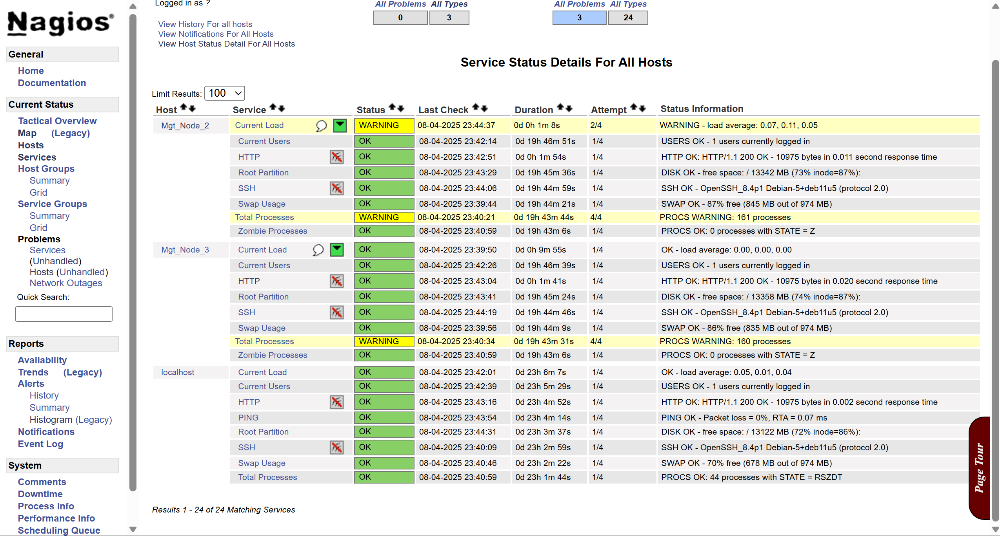 Nagios®
General
Home
Documentation
Current Status
Tactical Overview
Map (Legacy)
Hosts
Services
Host Groups
Summary
Grid
Service Groups
Summary
Grid
Problems
Services
(Unhandled)
Hosts (Unhandled)
Network Outages
Quick Search:
Reports
Availability
Trends (Legacy)
Alerts
History
Summary
Histogram (Legacy)
Notifications
Event Log
System
Comments
Downtime
Process Info
Performance Info
Scheduling Queue
Logged in as ?
View History For all hosts
View Notifications For All Hosts
View Host Status Detail For All Hosts
All Problems All Types
0 3
All Problems All Types
3 24
Service Status Details For All Hosts
Limit Results: 100
Host Service Status Last Check Duration Attempt Status Information
Mgt_Node_2 Current Load WARNING 08-04-2025 23:44:37 0d 0h 1m 8s 2/4 WARNING - load average: 0.07, 0.11, 0.05
Current Users OK 08-04-2025 23:42:14 0d 19h 46m 51s 1/4 USERS OK - 1 users currently logged in
HTTP OK 08-04-2025 23:42:51 0d 0h 1m 54s 1/4 HTTP OK: HTTP/1.1 200 OK - 10975 bytes in 0.011 second response time
Root Partition OK 08-04-2025 23:43:29 0d 19h 45m 36s 1/4 DISK OK - free space: / 13342 MB (73% inode=87%):
SSH OK 08-04-2025 23:44:06 0d 19h 44m 59s 1/4 SSH OK - OpenSSH_8.4p1 Debian-5+deb11u5 (protocol 2.0)
Swap Usage OK 08-04-2025 23:39:44 0d 19h 44m 21s 1/4 SWAP OK - 87% free (845 MB out of 974 MB)
Total Processes WARNING 08-04-2025 23:40:21 0d 19h 43m 44s 4/4 PROCS WARNING: 161 processes
Zombie Processes OK 08-04-2025 23:40:59 0d 19h 43m 6s 1/4 PROCS OK: 0 processes with STATE = Z
Mgt_Node_3 Current Load OK 08-04-2025 23:39:50 0d 0h 9m 55s 1/4 OK - load average: 0.00, 0.00, 0.00
Current Users OK 08-04-2025 23:42:26 0d 19h 46m 39s 1/4 USERS OK - 1 users currently logged in
HTTP OK 08-04-2025 23:43:04 0d 0h 1m 41s 1/4 HTTP OK: HTTP/1.1 200 OK - 10975 bytes in 0.020 second response time
Root Partition OK 08-04-2025 23:43:41 0d 19h 45m 24s 1/4 DISK OK - free space: / 13358 MB (74% inode=87%):
SSH OK 08-04-2025 23:44:19 0d 19h 44m 46s 1/4 SSH OK - OpenSSH_8.4p1 Debian-5+deb11u5 (protocol 2.0)
Swap Usage OK 08-04-2025 23:39:56 0d 19h 44m 9s 1/4 SWAP OK - 86% free (835 MB out of 974 MB)
Total Processes WARNING 08-04-2025 23:40:34 0d 19h 43m 31s 4/4 PROCS WARNING: 160 processes
Zombie Processes OK 08-04-2025 23:40:59 0d 19h 43m 6s 1/4 PROCS OK: 0 processes with STATE = Z
localhost Current Load OK 08-04-2025 23:42:01 0d 23h 6m 7s 1/4 OK - load average: 0.05, 0.01, 0.04
Current Users OK 08-04-2025 23:42:39 0d 23h 5m 29s 1/4 USERS OK - 1 users currently logged in
HTTP OK 08-04-2025 23:43:16 0d 23h 4m 52s 1/4 HTTP OK: HTTP/1.1 200 OK - 10975 bytes in 0.002 second response time
PING OK 08-04-2025 23:43:54 0d 23h 4m 14s 1/4 PING OK - Packet loss = 0%, RTA = 0.07 ms
Root Partition OK 08-04-2025 23:44:31 0d 23h 3m 37s 1/4 DISK OK - free space: / 13122 MB (72% inode=86%):
SSH OK 08-04-2025 23:40:09 0d 23h 2m 59s 1/4 SSH OK - OpenSSH_8.4p1 Debian-5+deb11u5 (protocol 2.0)
Swap Usage OK 08-04-2025 23:40:46 0d 23h 2m 22s 1/4 SWAP OK - 70% free (678 MB out of 974 MB)
Total Processes OK 08-04-2025 23:40:59 0d 23h 1m 44s 1/4 PROCS OK: 44 processes with STATE = RSZDT
Results 1 - 24 of 24 Matching Services
Page Tour